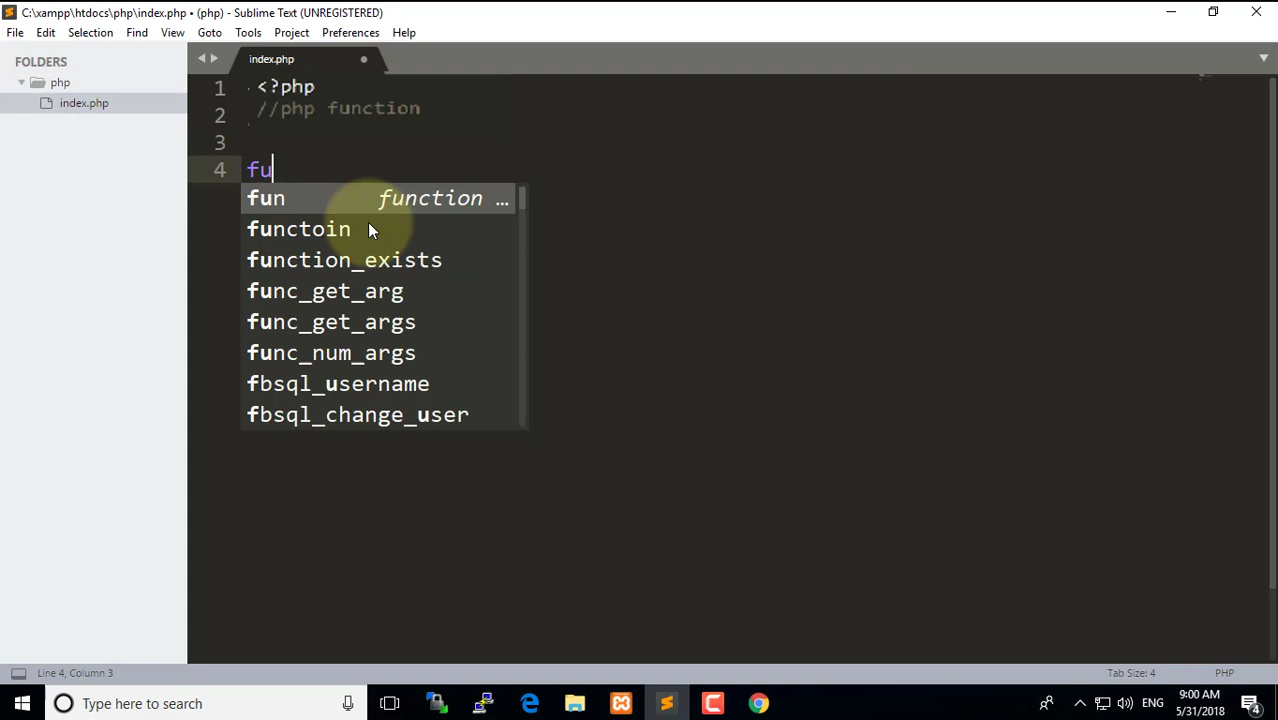 C:\xampp\htdocs\php\index.php • (php) - Sublime Text (UNREGISTERED)
File Edit Selection Find View Goto Tools Project Preferences Help
FOLDERS
php
index.php
index.php
1 <?php
2 //php function
3
4 fu
fun function ...
functoin
function_exists
func_get_arg
func_get_args
func_num_args
fbsql_username
fbsql_change_user
Line 4, Column 3 Tab Size: 4 PHP
Type here to search
ENG
9:00 AM
5/31/2018
4